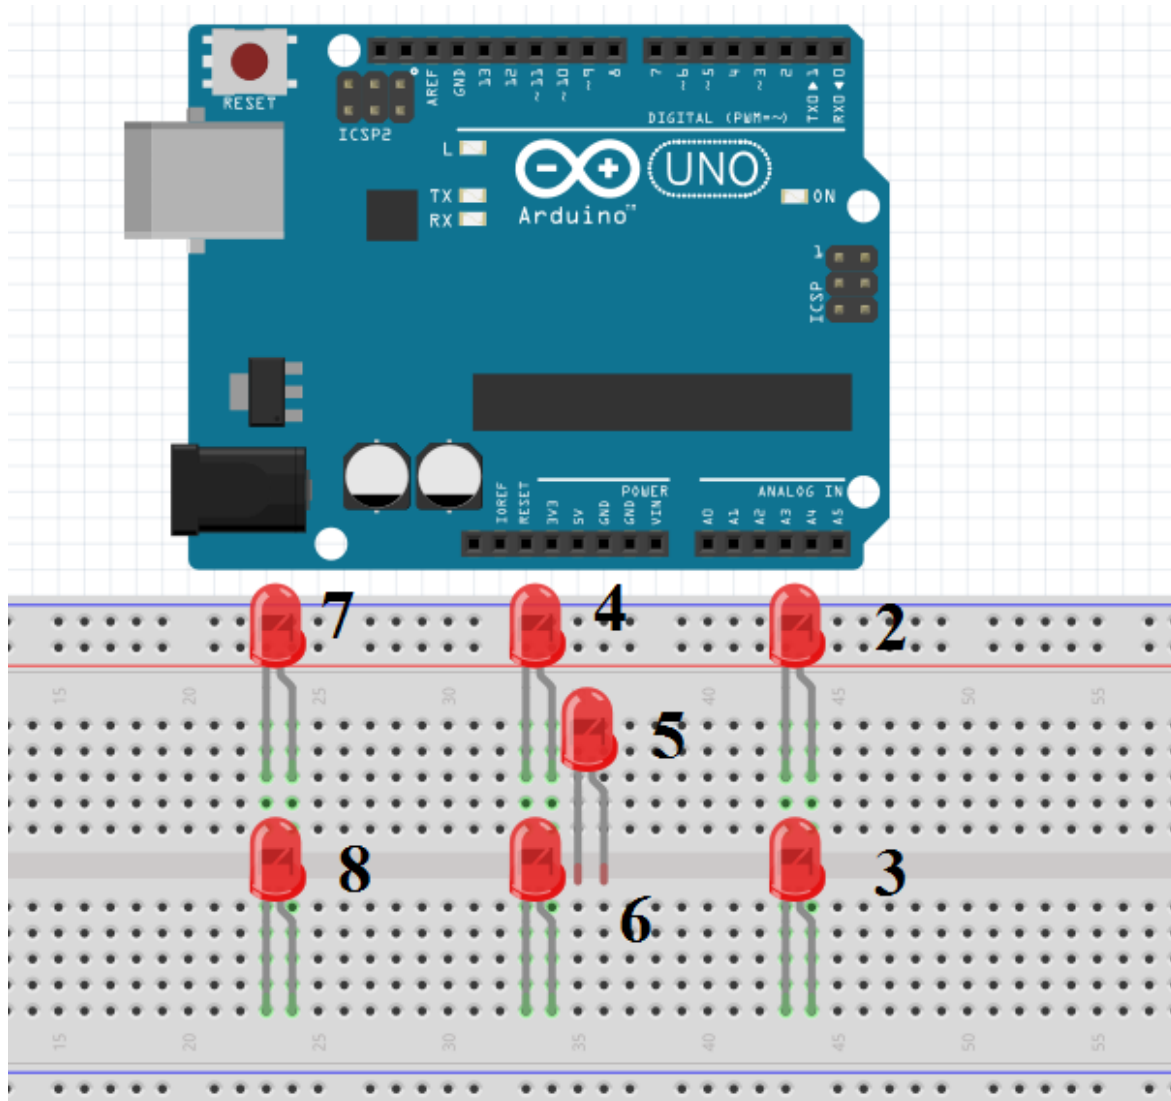 RESET
ICSP2
AREF
GND
13
12
~11
~10
~9
8
7
~6
~5
4
~3
2
TX0▶1
RX0◀0
DIGITAL (PWM=~)
L
TX
RX
Arduino™
UNO
ON
1
ICSP
IOREF
RESET
3V3
5V
GND
GND
VIN
POWER
A0
A1
A2
A3
A4
A5
ANALOG IN
7
4
2
15 20 25 30 40 45 50 55
5
8
3
6
15 20 25 30 35 40 45 50 55